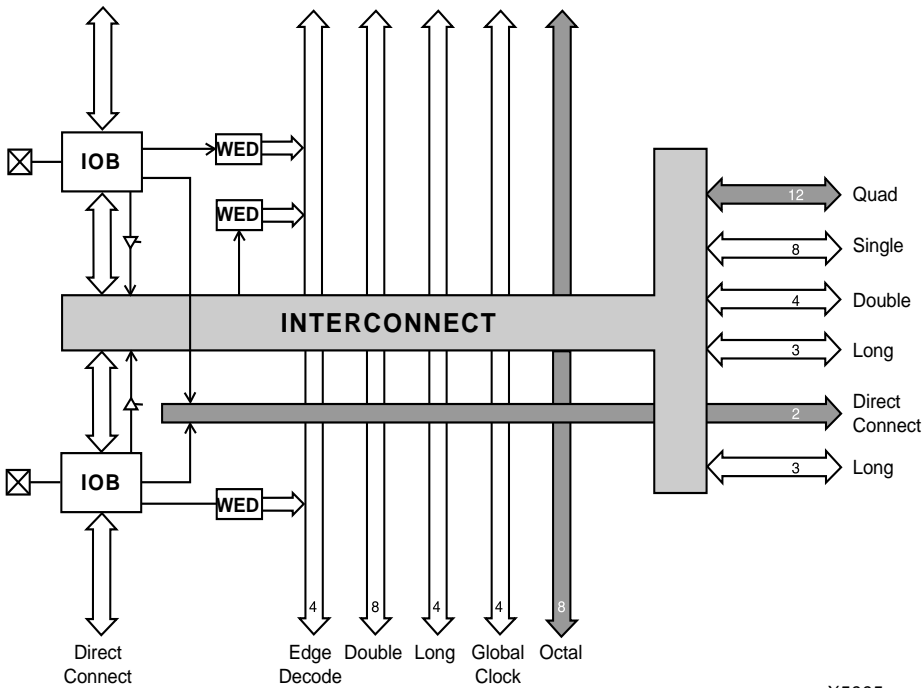 IOB
WED
WED
12
Quad
8
Single
INTERCONNECT
4
Double
3
Long
2
Direct
Connect
IOB
3
Long
WED
4
8
4
4
8
Direct
Connect
Edge
Decode
Double
Long
Global
Clock
Octal